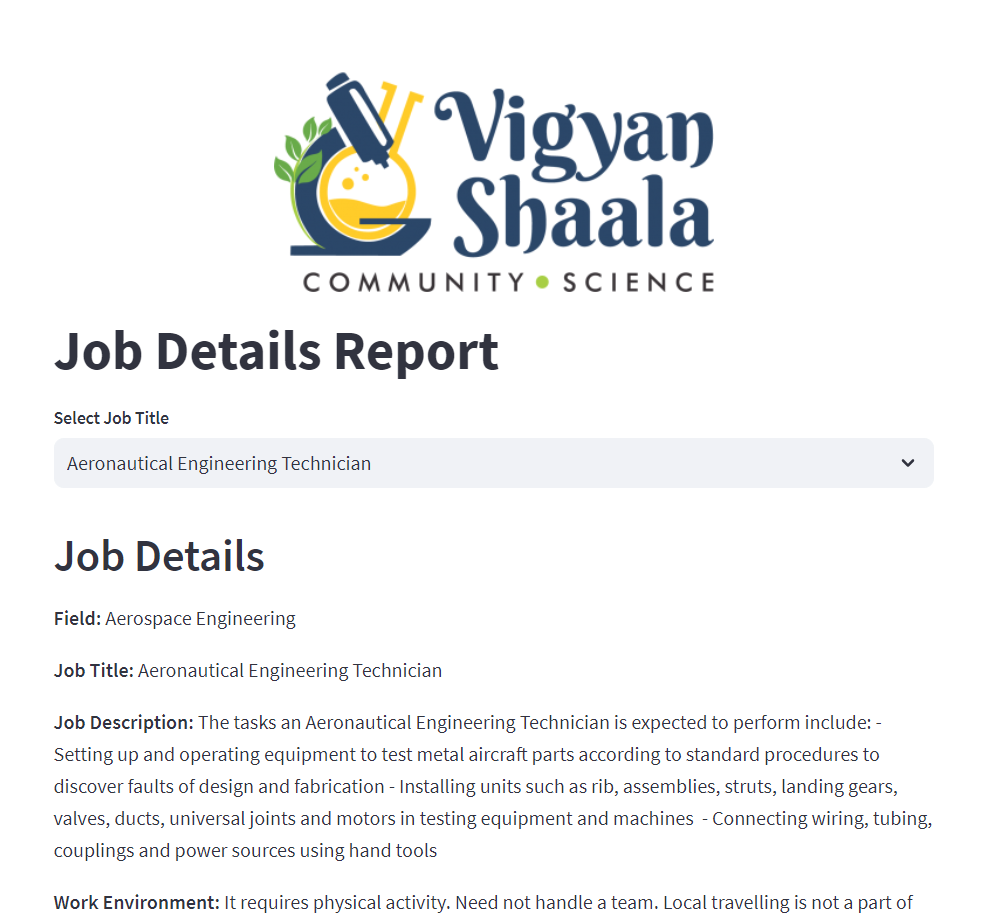 Vigyan
Shaala
COMMUNITY • SCIENCE
Job Details Report
Select Job Title
Aeronautical Engineering Technician
Job Details
Field: Aerospace Engineering
Job Title: Aeronautical Engineering Technician
Job Description: The tasks an Aeronautical Engineering Technician is expected to perform include: -
Setting up and operating equipment to test metal aircraft parts according to standard procedures to
discover faults of design and fabrication - Installing units such as rib, assemblies, struts, landing gears,
valves, ducts, universal joints and motors in testing equipment and machines - Connecting wiring, tubing,
couplings and power sources using hand tools
Work Environment: It requires physical activity. Need not handle a team. Local travelling is not a part of